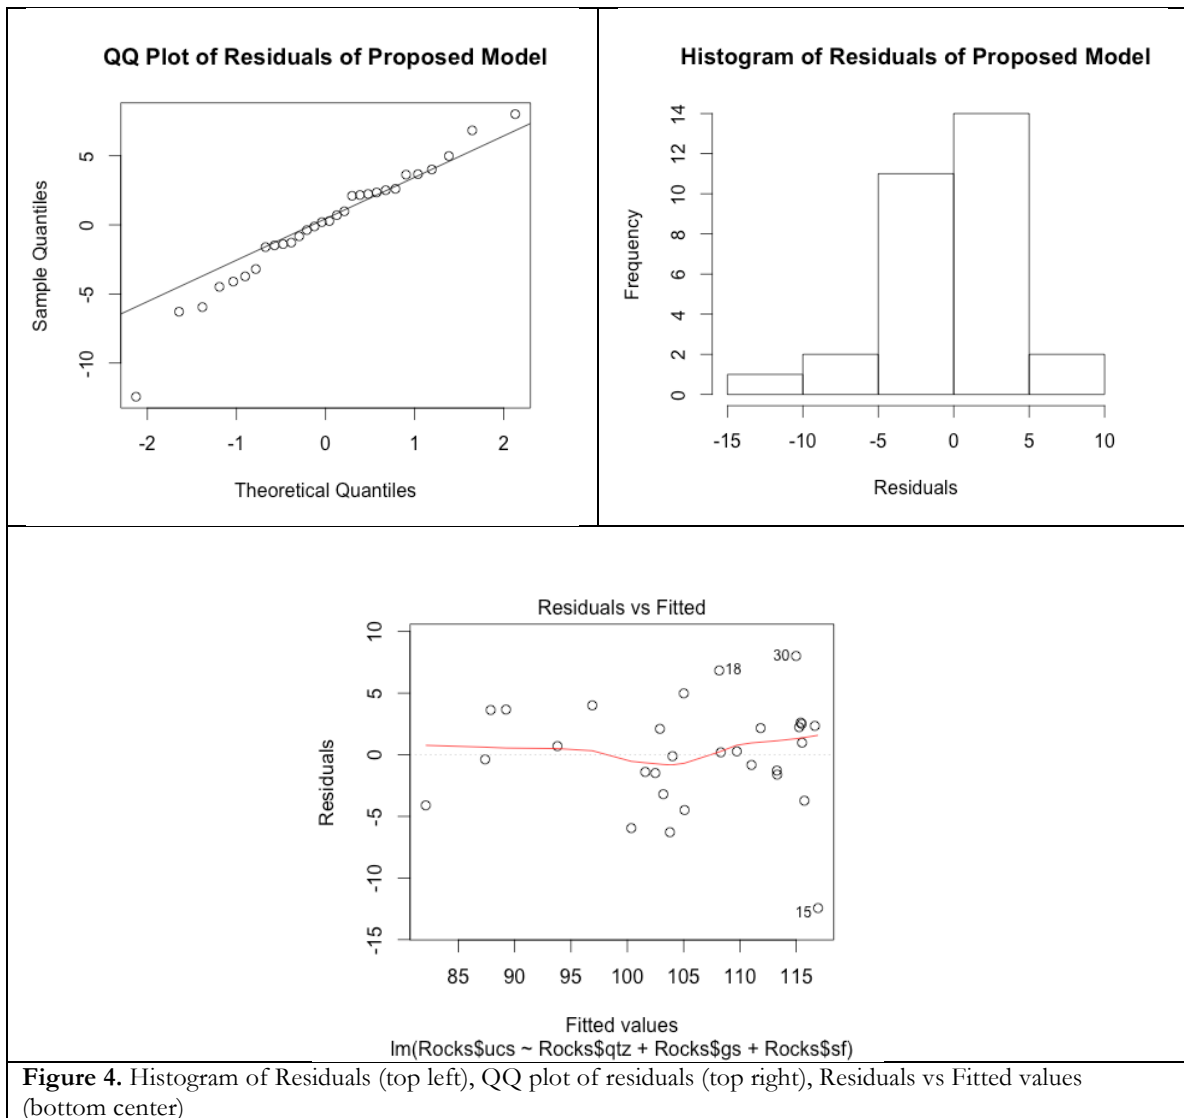 QQ Plot of Residuals of Proposed Model
Sample Quantiles
5
0
-5
-10
-2 -1 0 1 2
Theoretical Quantiles
Histogram of Residuals of Proposed Model
Frequency
14
12
10
8
6
4
2
0
-15 -10 -5 0 5 10
Residuals
Residuals vs Fitted
Residuals
10
5
0
-5
-10
-15
30
18
15
85 90 95 100 105 110 115
Fitted values
lm(Rocks$ucs ~ Rocks$qtz + Rocks$gs + Rocks$sf)
Figure 4. Histogram of Residuals (top left), QQ plot of residuals (top right), Residuals vs Fitted values
(bottom center)